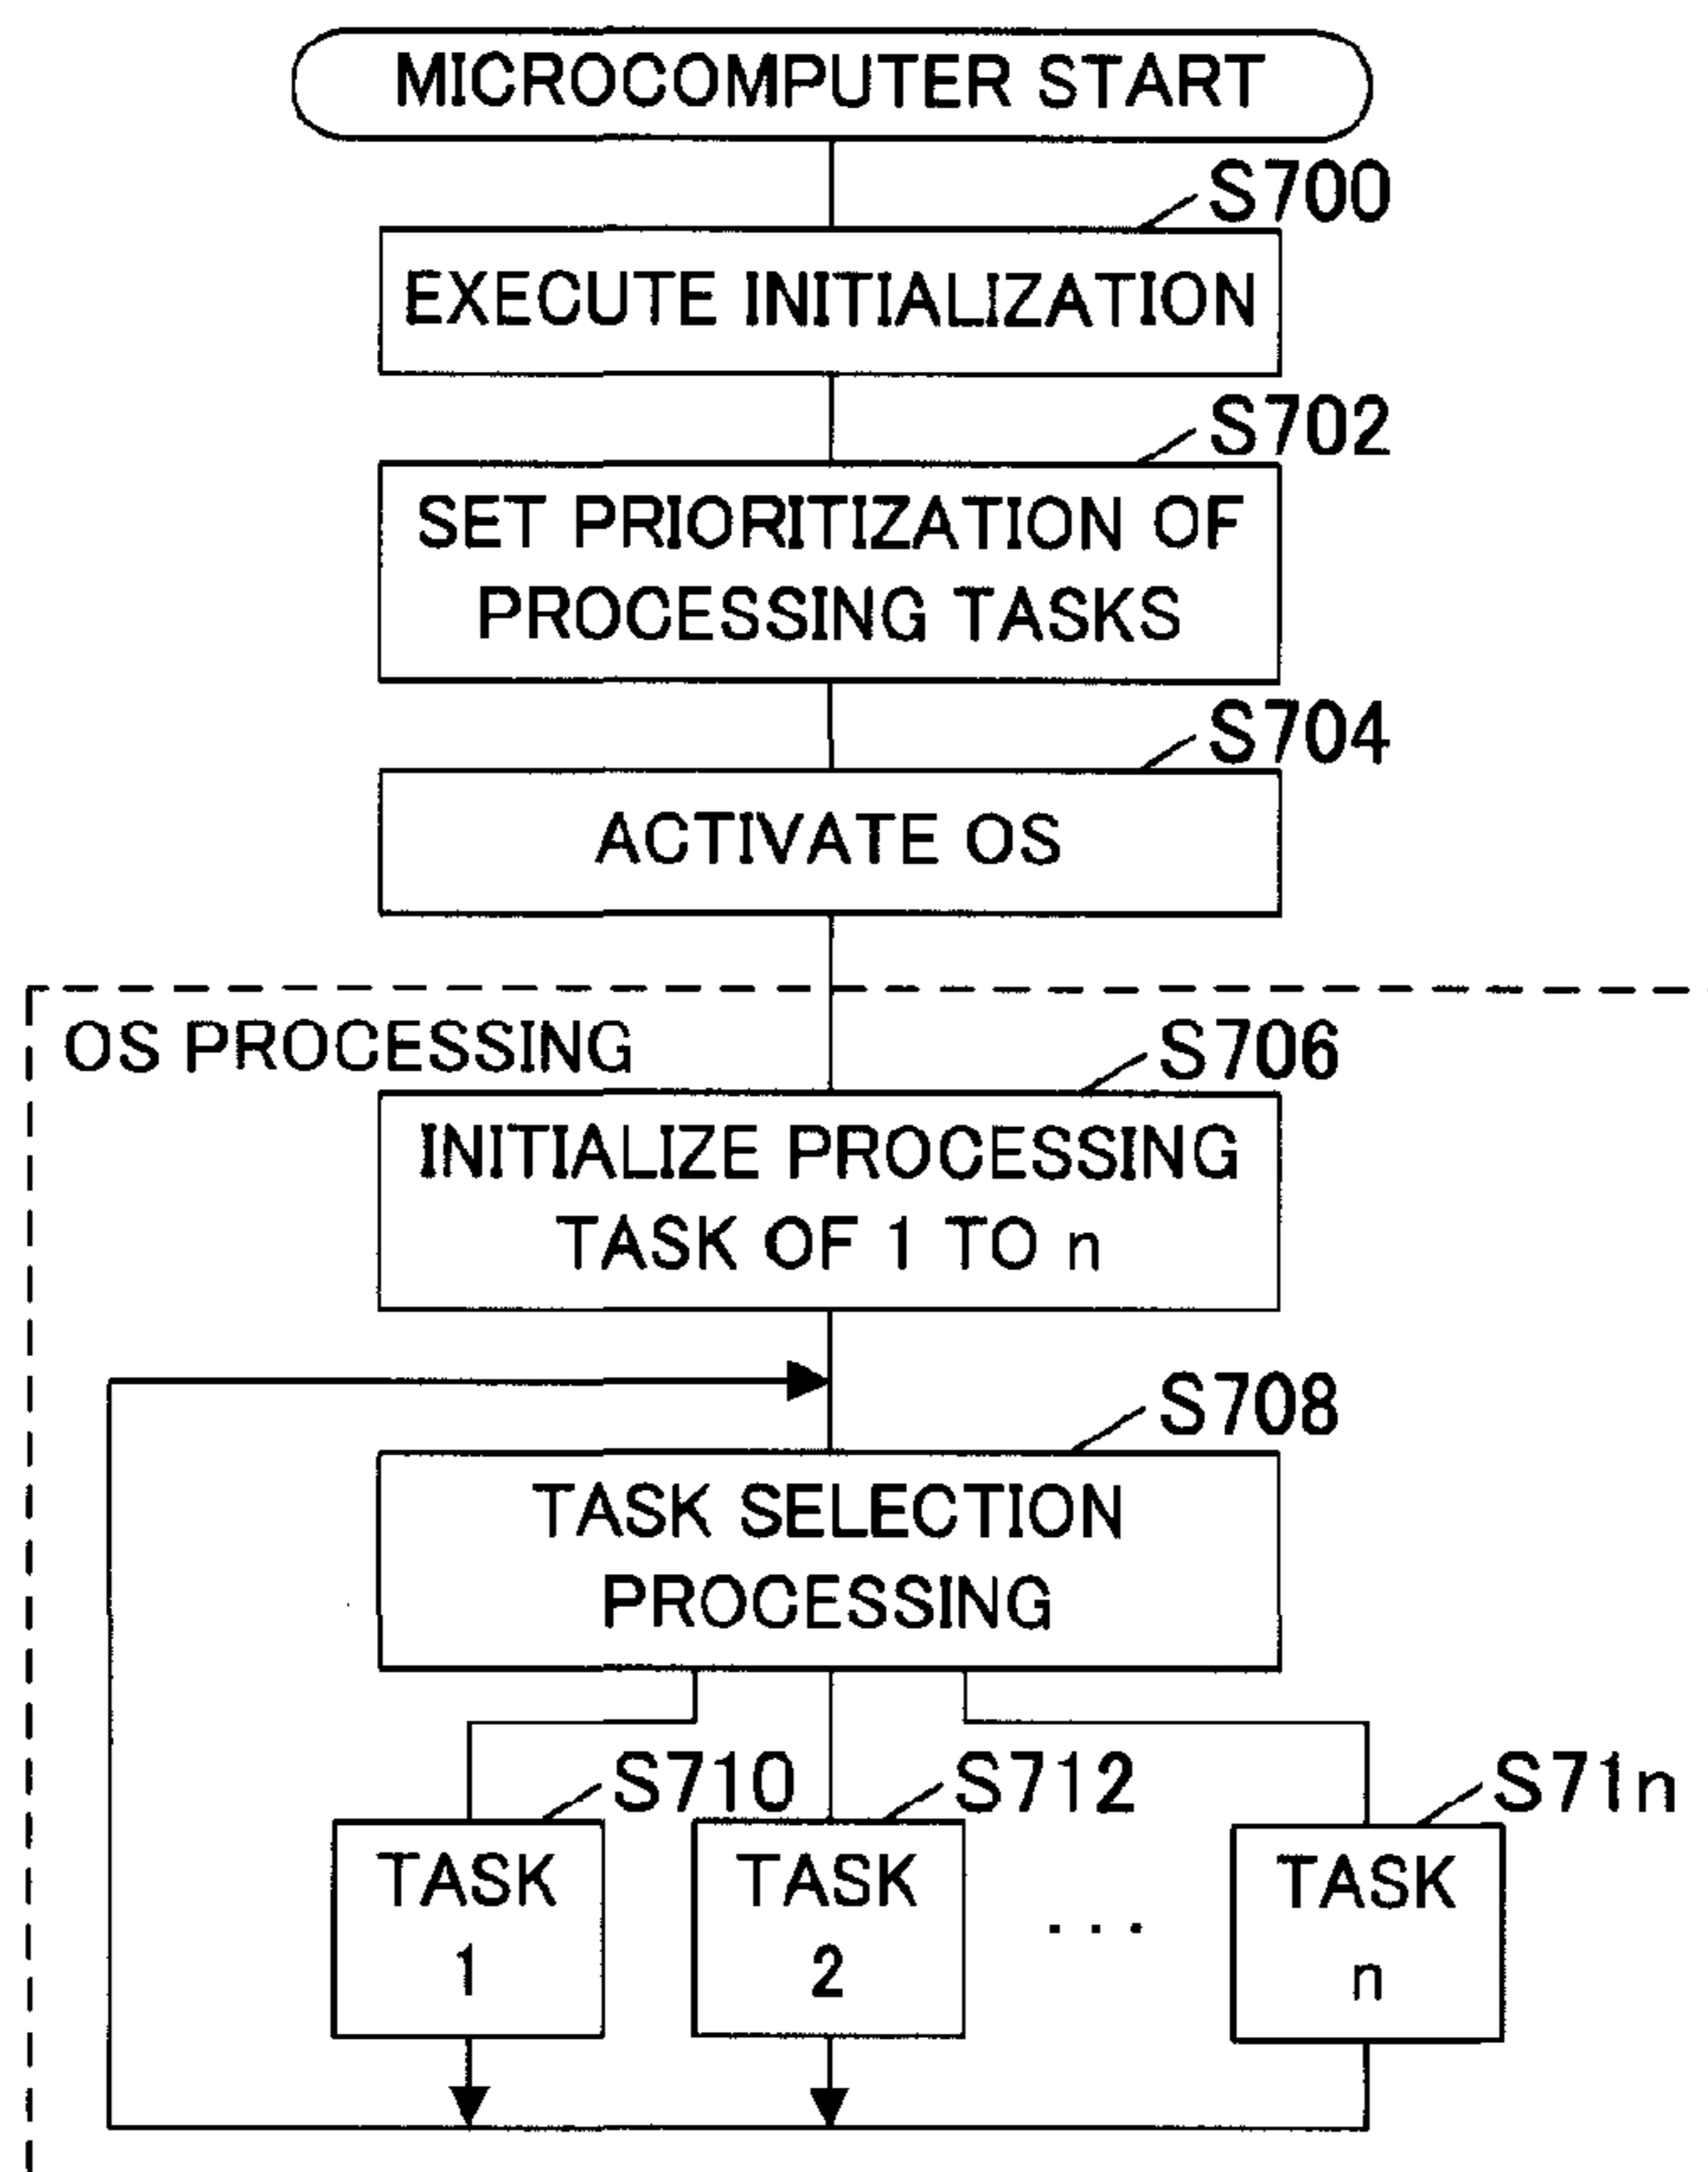 MICROCOMPUTER START
S700
EXECUTE INITIALIZATION
S702
SET PRIORITIZATION OF
PROCESSING TASKS
S704
ACTIVATE OS
OS PROCESSING
S706
INITIALIZE PROCESSING
TASK OF 1 TO n
S708
TASK SELECTION
PROCESSING
S710
S712
S71n
TASK
1
TASK
2
...
TASK
n